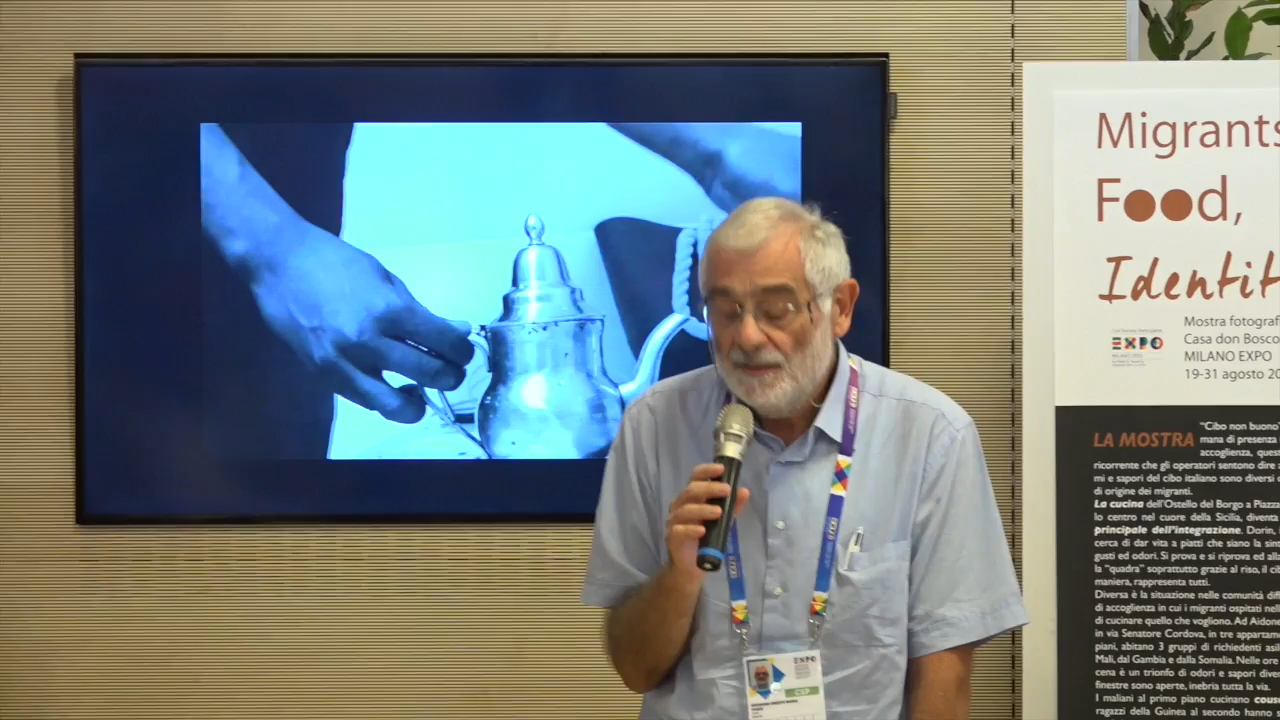 Migrants
Food,
Identit
EXPO
Mostra fotograf
Casa don Bosco
MILANO EXPO
19-31 agosto 20
LA MOSTRA
"Cibo non buono"
mana di presenza
accoglienza, ques
ricorrente che gli operatori sentono dire
mi e sapori del cibo italiano sono diversi
di origine dei migranti.
La cucina dell'Ostello del Borgo a Piazz
lo centro nel cuore della Sicilia, diventa
principale dell'integrazione. Dorin,
cerca di dar vita a piatti che siano la sin
gusti ed odori. Si prova e si riprova ed all
la "quadra" soprattutto grazie al riso, il ci
maniera, rappresenta tutti.
Diversa è la situazione nelle comunità dif
di accoglienza in cui i migranti ospitati nel
di cucinare quello che vogliono. Ad Aidone
in via Senatore Cordova, in tre appartame
piani, abitano 3 gruppi di richiedenti asil
Mali, dal Gambia e dalla Somalia. Nelle ore
cena è un trionfo di odori e sapori dive
finestre sono aperte, inebria tutta la via.
I maliani al primo piano cucinano cous
ragazzi della Guinea al secondo hanno
EXPO
CEP